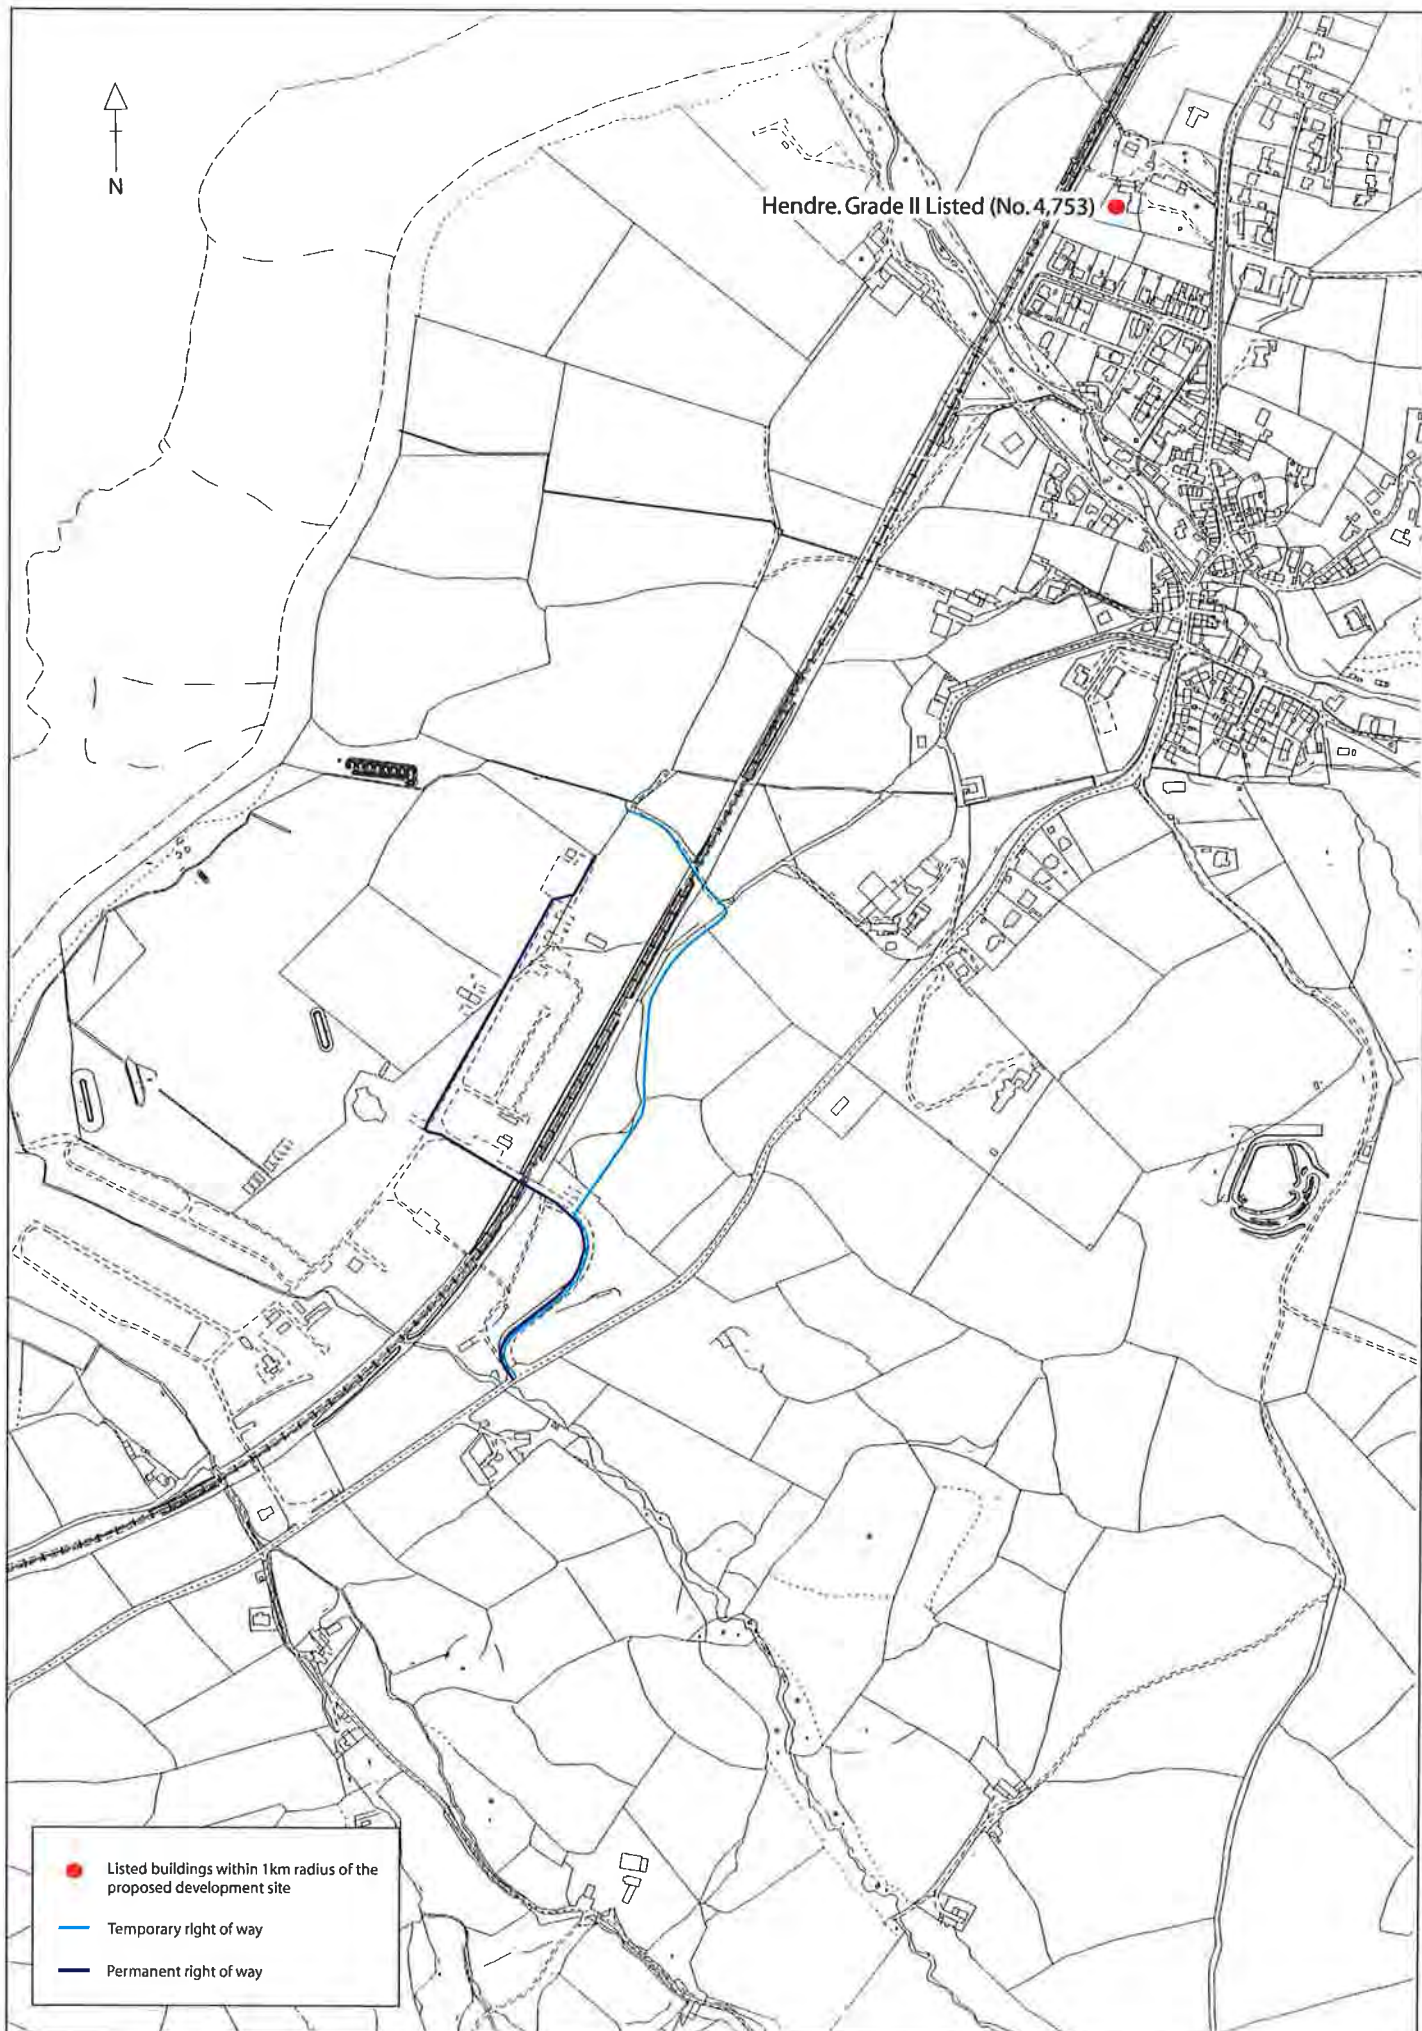 N
Hendre. Grade II Listed (No. 4,753)
Listed buildings within 1km radius of the
proposed development site
Temporary right of way
Permanent right of way